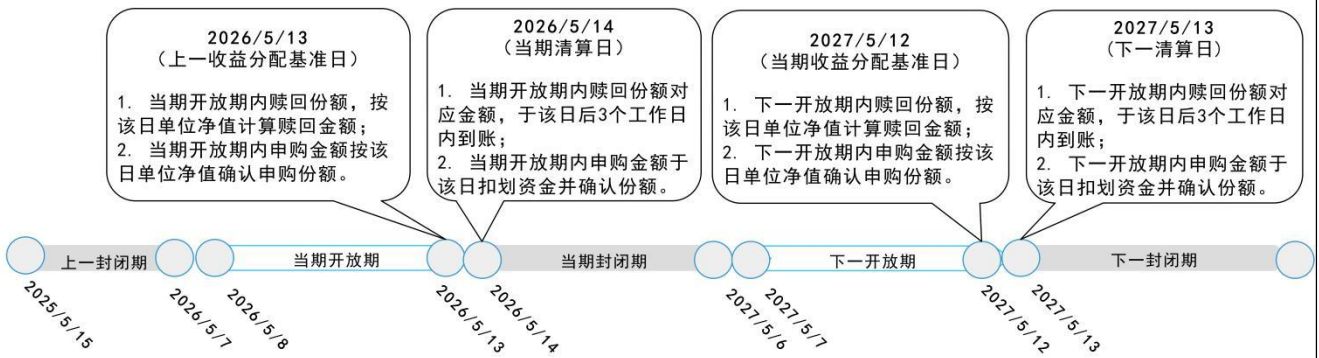 2026/5/13
（上一收益分配基准日）
1. 当期开放期内赎回份额，按
该日单位净值计算赎回金额；
2. 当期开放期内申购金额按该
日单位净值确认申购份额。
2026/5/14
（当期清算日）
1. 当期开放期内赎回份额对
应金额，于该日后3个工作日
内到账；
2. 当期开放期内申购金额于
该日扣划资金并确认份额。
2027/5/12
（当期收益分配基准日）
1. 下一开放期内赎回份额，按
该日单位净值计算赎回金额；
2. 下一开放期内申购金额按该
日单位净值确认申购份额。
2027/5/13
（下一清算日）
1. 下一开放期内赎回份额对
应金额，于该日后3个工作日
内到账；
2. 下一开放期内申购金额于
该日扣划资金并确认份额。
上一封闭期
当期开放期
当期封闭期
下一开放期
下一封闭期
2025/5/15
2026/5/7
2026/5/8
2026/5/13
2026/5/14
2027/5/6
2027/5/7
2027/5/12
2027/5/13